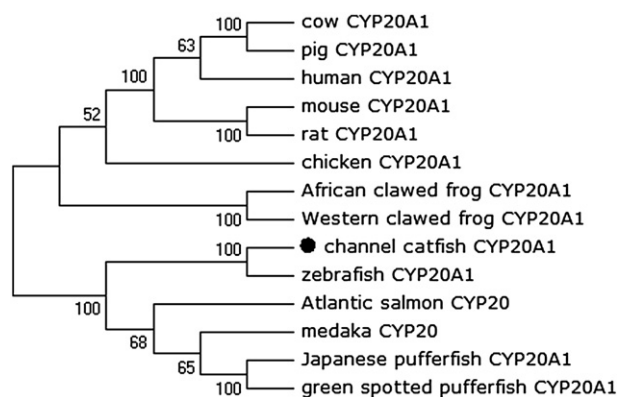 100
cow CYP20A1
63
pig CYP20A1
100
human CYP20A1
mouse CYP20A1
52
100
rat CYP20A1
chicken CYP20A1
African clawed frog CYP20A1
100
Western clawed frog CYP20A1
100
channel catfish CYP20A1
zebrafish CYP20A1
100
Atlantic salmon CYP20
68
medaka CYP20
65
Japanese pufferfish CYP20A1
100
green spotted pufferfish CYP20A1